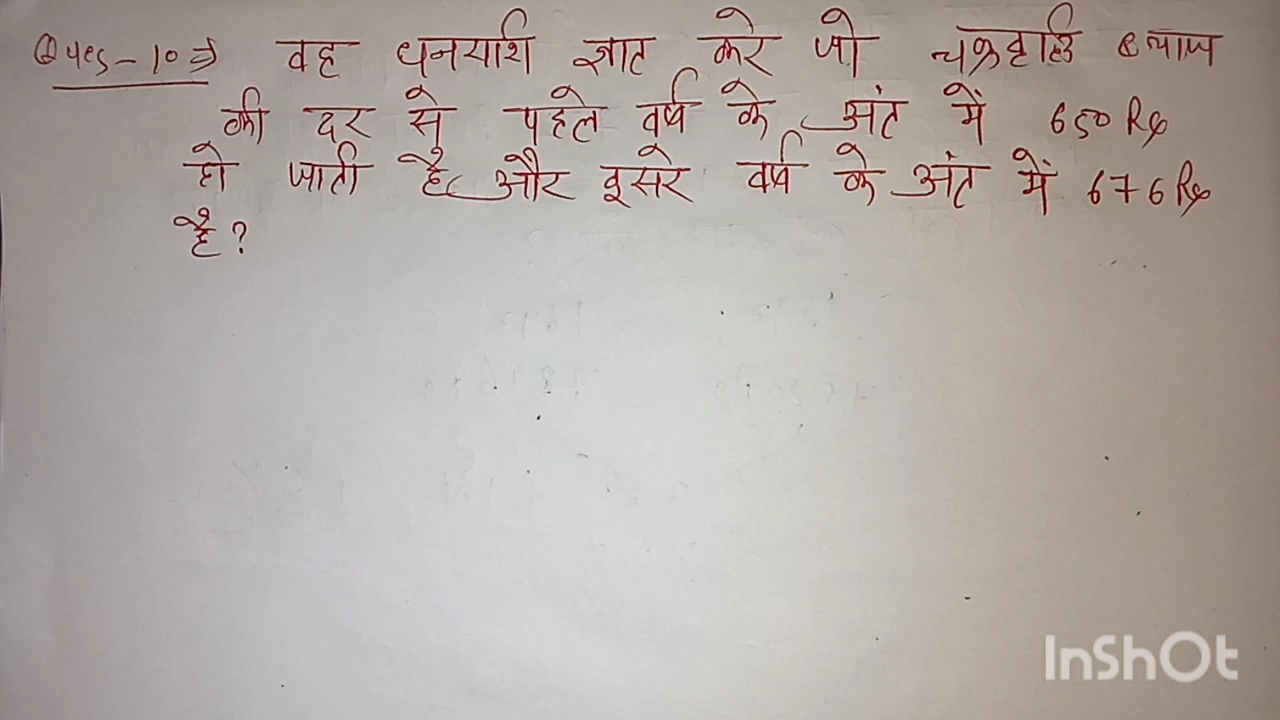 Ques-10⇒ वह धनराशि ज्ञात करे जो चक्रवृद्धि ब्याज
की दर से पहले वर्ष के अंत में 650 Rs
हो जाती है और दुसरे वर्ष के अंत में 676 Rs
है?
InShOt